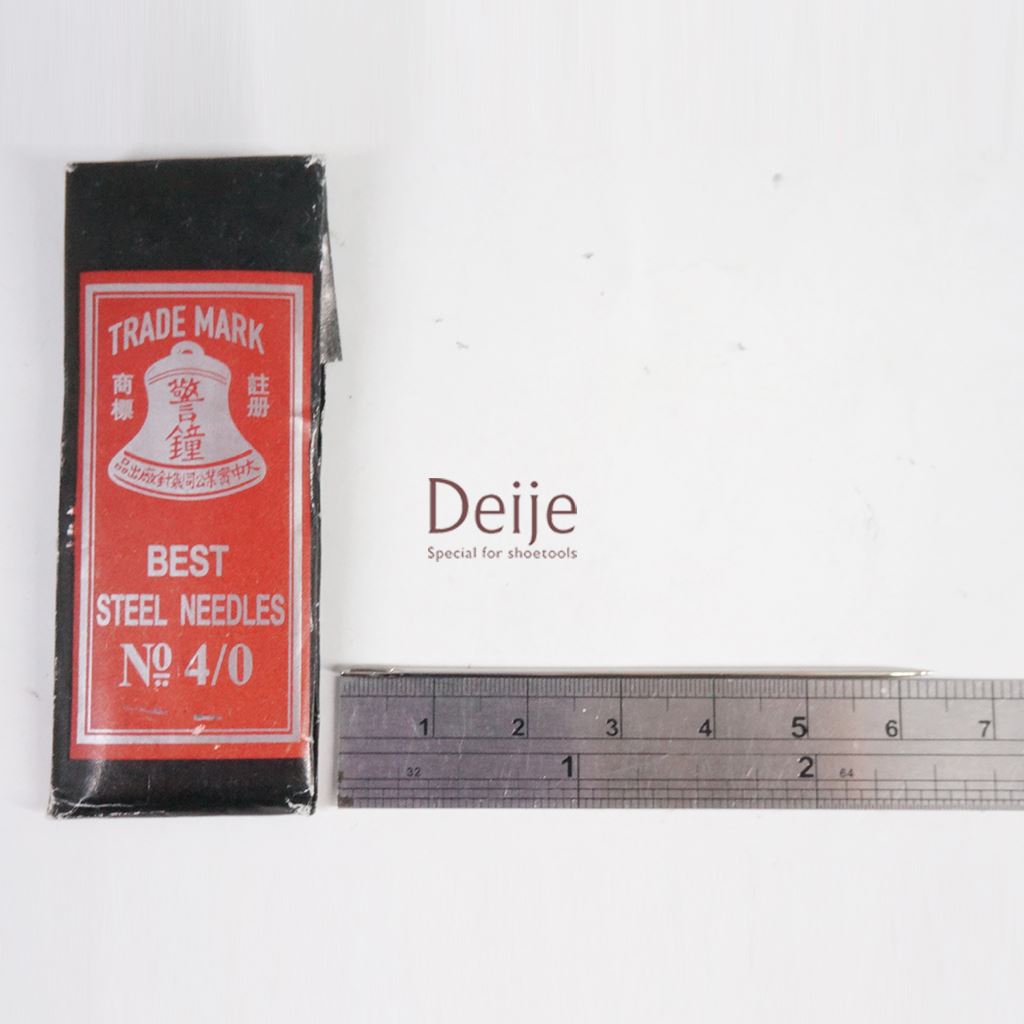 TRADE MARK
商標
註册
警鐘
大中實業公司製針廠出品
BEST
STEEL NEEDLES
Nº 4/0
Deije
Special for shoetools
1 2 3 4 5 6 7
1 2
32 64